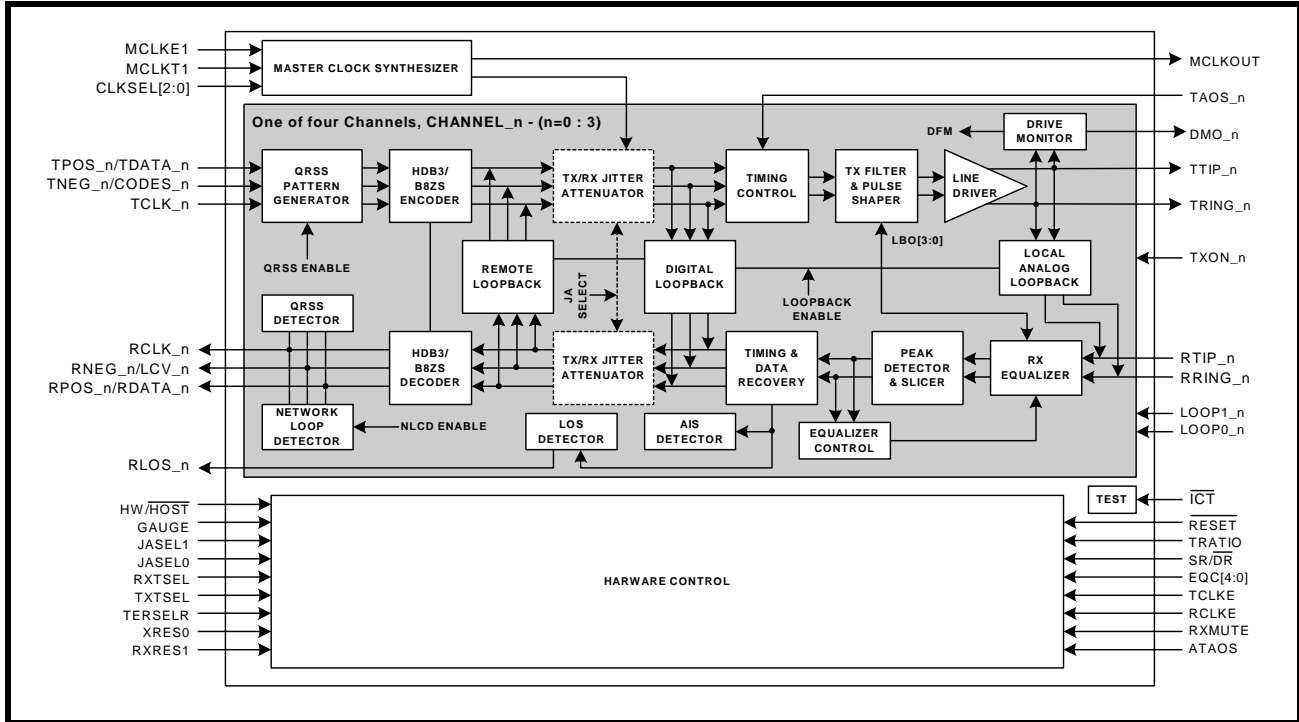 MCLKE1
MCLKT1
CLKSEL[2:0]
MASTER CLOCK SYNTHESIZER
MCLKOUT
TAOS_n
One of four Channels, CHANNEL_n - (n=0 : 3)
DFM
DRIVE
MONITOR
DMO_n
TPOS_n/TDATA_n
TNEG_n/CODES_n
TCLK_n
QRSS
PATTERN
GENERATOR
HDB3/
B8ZS
ENCODER
TX/RX JITTER
ATTENUATOR
TIMING
CONTROL
TX FILTER
& PULSE
SHAPER
LINE
DRIVER
TTIP_n
TRING_n
LBO[3:0]
QRSS ENABLE
REMOTE
LOOPBACK
JA
SELECT
DIGITAL
LOOPBACK
LOOPBACK
ENABLE
LOCAL
ANALOG
LOOPBACK
TXON_n
QRSS
DETECTOR
RCLK_n
RNEG_n/LCV_n
RPOS_n/RDATA_n
HDB3/
B8ZS
DECODER
TX/RX JITTER
ATTENUATOR
TIMING &
DATA
RECOVERY
PEAK
DETECTOR
& SLICER
RX
EQUALIZER
RTIP_n
RRING_n
NETWORK
LOOP
DETECTOR
NLCD ENABLE
LOS
DETECTOR
AIS
DETECTOR
EQUALIZER
CONTROL
LOOP1_n
LOOP0_n
RLOS_n
TEST
ICT
HW/HOST
GAUGE
JASEL1
JASEL0
RXTSEL
TXTSEL
TERSELR
XRES0
RXRES1
HARWARE CONTROL
RESET
TRATIO
SR/DR
EQC[4:0]
TCLKE
RCLKE
RXMUTE
ATAOS